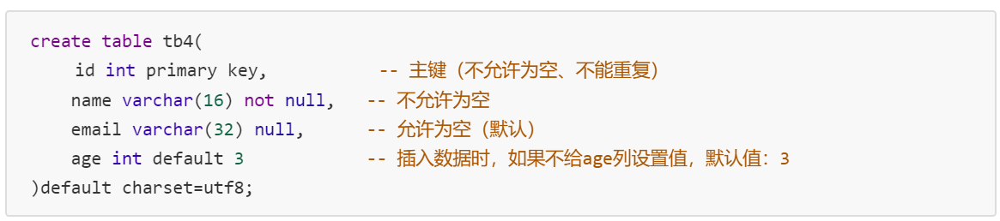 create table tb4(
    id int primary key,           -- 主键（不允许为空、不能重复）
    name varchar(16) not null,   -- 不允许为空
    email varchar(32) null,      -- 允许为空（默认）
    age int default 3            -- 插入数据时，如果不给age列设置值，默认值：3
)default charset=utf8;